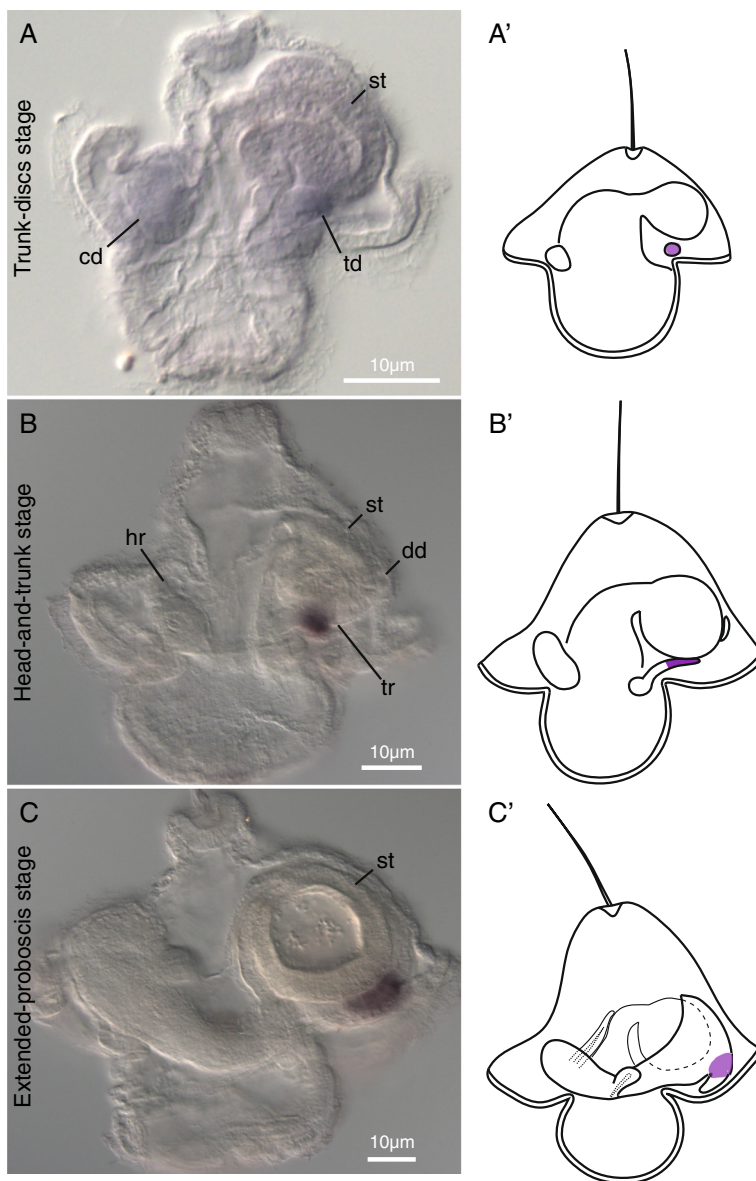 A
Trunk-discs stage
st
cd
td
10µm
A’
B
Head-and-trunk stage
hr
st
dd
tr
10µm
B’
C
Extended-proboscis stage
st
10µm
C’